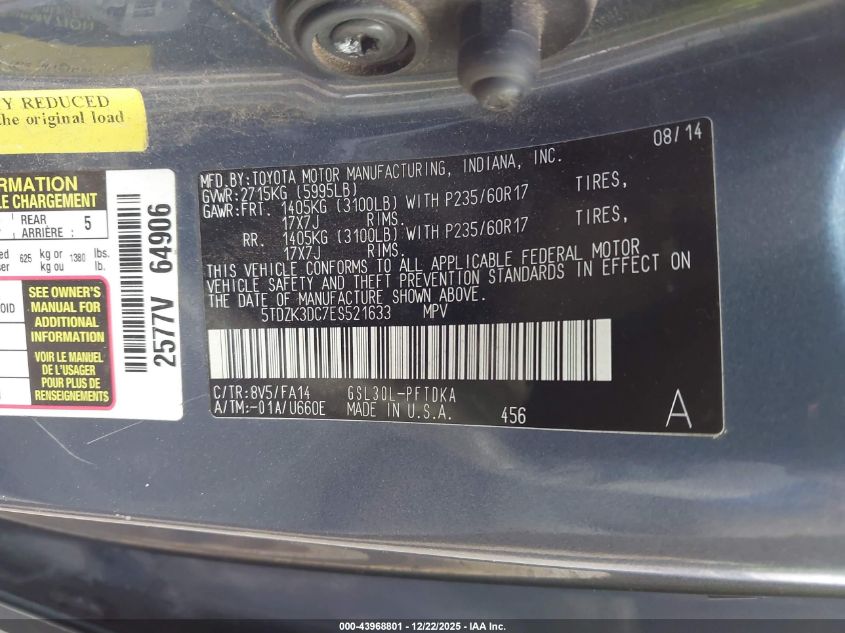 Y REDUCED
the original load
RMATION
LE CHARGEMENT
REAR
ARRIÈRE : 5
625 kg or 1380 lbs.
kg ou lb.
SEE OWNER'S
MANUAL FOR
ADDITIONAL
INFORMATION
VOIR LE MANUEL
DE L'USAGER
POUR PLUS DE
RENSEIGNEMENTS
2577V 64906
08/14
MFD.BY:TOYOTA MOTOR MANUFACTURING, INDIANA, INC.
GVWR:2715KG (5995LB)
GAWR:FRT. 1405KG (3100LB) WITH P235/60R17 TIRES,
17X7J RIMS.
RR. 1405KG (3100LB) WITH P235/60R17 TIRES,
17X7J RIMS.
THIS VEHICLE CONFORMS TO ALL APPLICABLE FEDERAL MOTOR
VEHICLE SAFETY AND THEFT PREVENTION STANDARDS IN EFFECT ON
THE DATE OF MANUFACTURE SHOWN ABOVE.
5TDZK3DC7ES521633 MPV
C/TR:8V5/FA14 GSL30L-PFTDKA
A/TM:-01A/U660E MADE IN U.S.A. 456 A
000-43968801 - 12/22/2025 - IAA Inc.